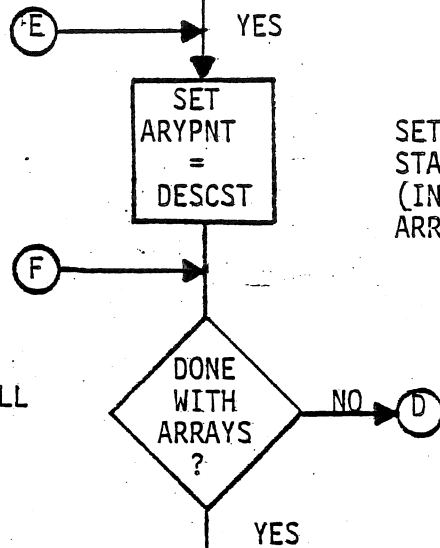 E
YES
SET
ARYPNT
=
DESCST
SET
STA
(IN
ARR
F
DONE
WITH
ARRAYS
?
LL
NO
D
YES